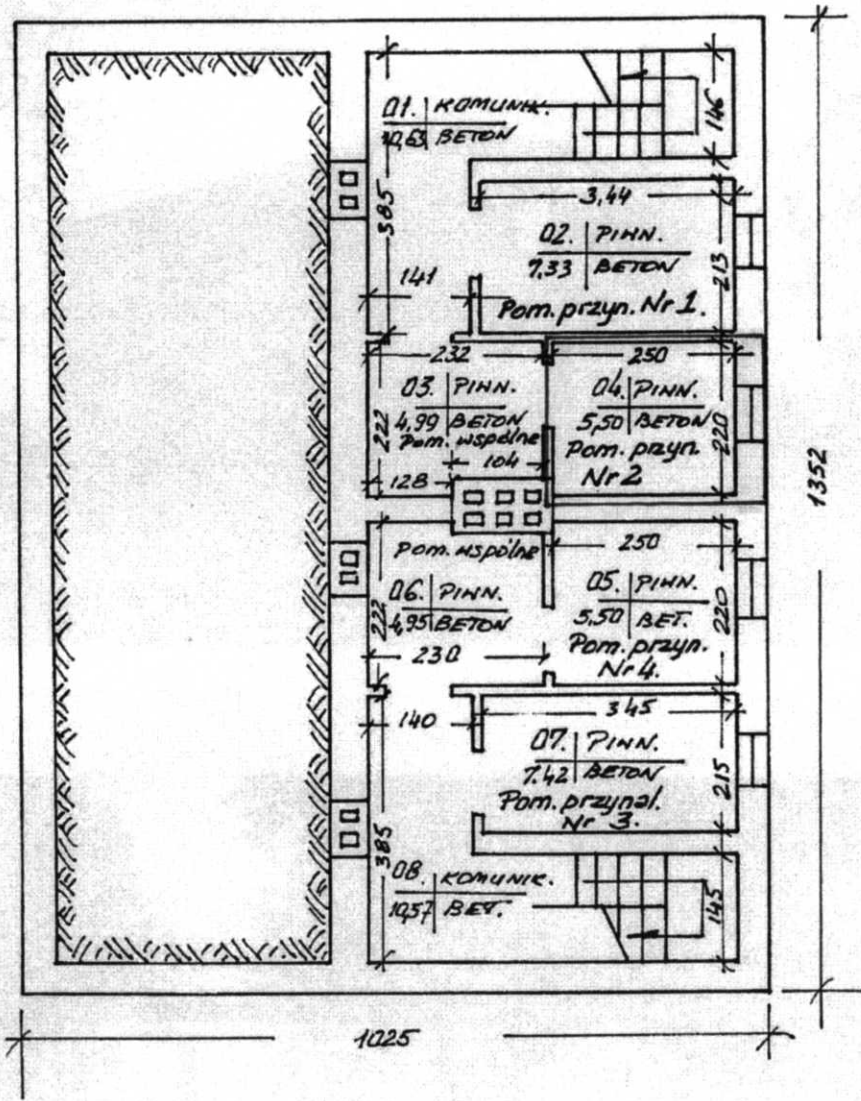 01. KOMUNIK.
10,63 BETON
146
385
3,44
02. PIWN.
7,33 BETON
213
141
Pom. przyn. Nr 1.
232
250
03. PIWN.
4,99 BETON
Pom. wspólne
222
04. PIWN.
5,50 BETON
220
Pom. przyn.
Nr 2
104
128
1352
Pom. wspólne
250
06. PIWN.
4,95 BETON
222
05. PIWN.
5,50 BET.
220
Pom. przyn.
Nr 4.
230
140
345
07. PIWN.
7.42 BETON
215
Pom. przynal.
Nr 3.
385
08. KOMUNIK.
10,57 BET.
145
1025